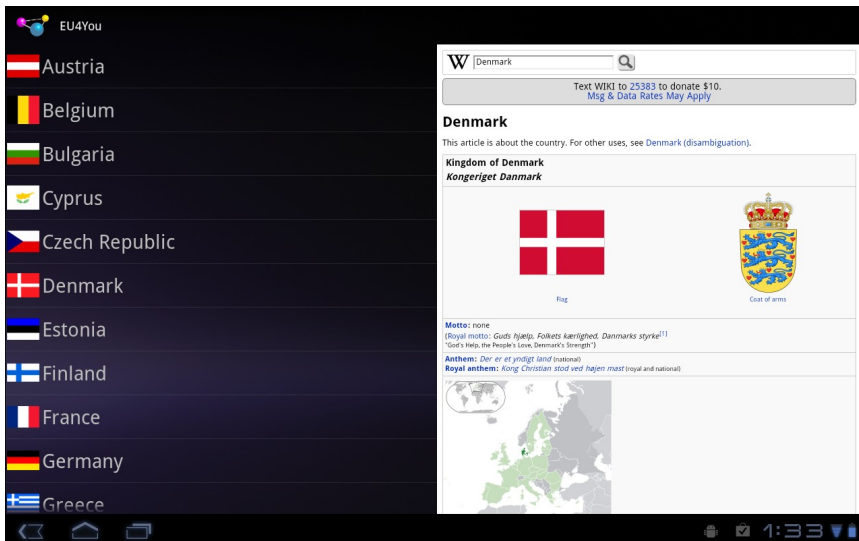 EU4You
Austria
Belgium
Bulgaria
Cyprus
Czech Republic
Denmark
Estonia
Finland
France
Germany
Greece
W Denmark
Text WIKI to 25383 to donate $10.
Msg & Data Rates May Apply
Denmark
This article is about the country. For other uses, see Denmark (disambiguation).
Kingdom of Denmark
Kongeriget Danmark
Flag
Coat of arms
Motto: none
(Royal motto: Guds hjælp, Folkets kærlighed, Danmarks styrke[1]
"God's Help, the People's Love, Denmark's Strength")
Anthem: Der er et yndigt land (national)
Royal anthem: Kong Christian stod ved højen mast (royal and national)
1:33